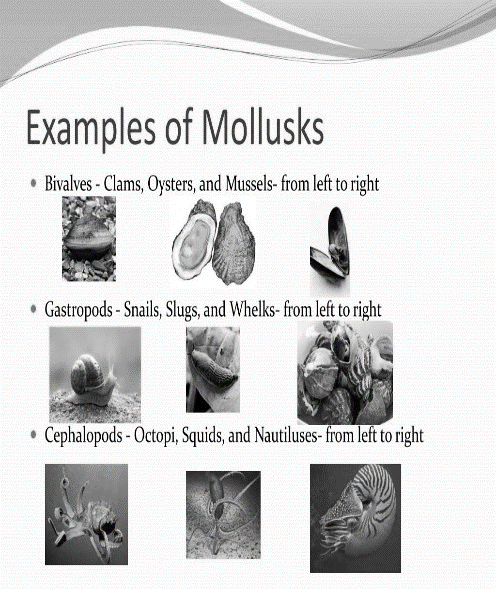 Examples of Mollusks
• Bivalves - Clams, Oysters, and Mussels- from left to right
• Gastropods - Snails, Slugs, and Whelks- from left to right
• Cephalopods - Octopi, Squids, and Nautiluses- from left to right